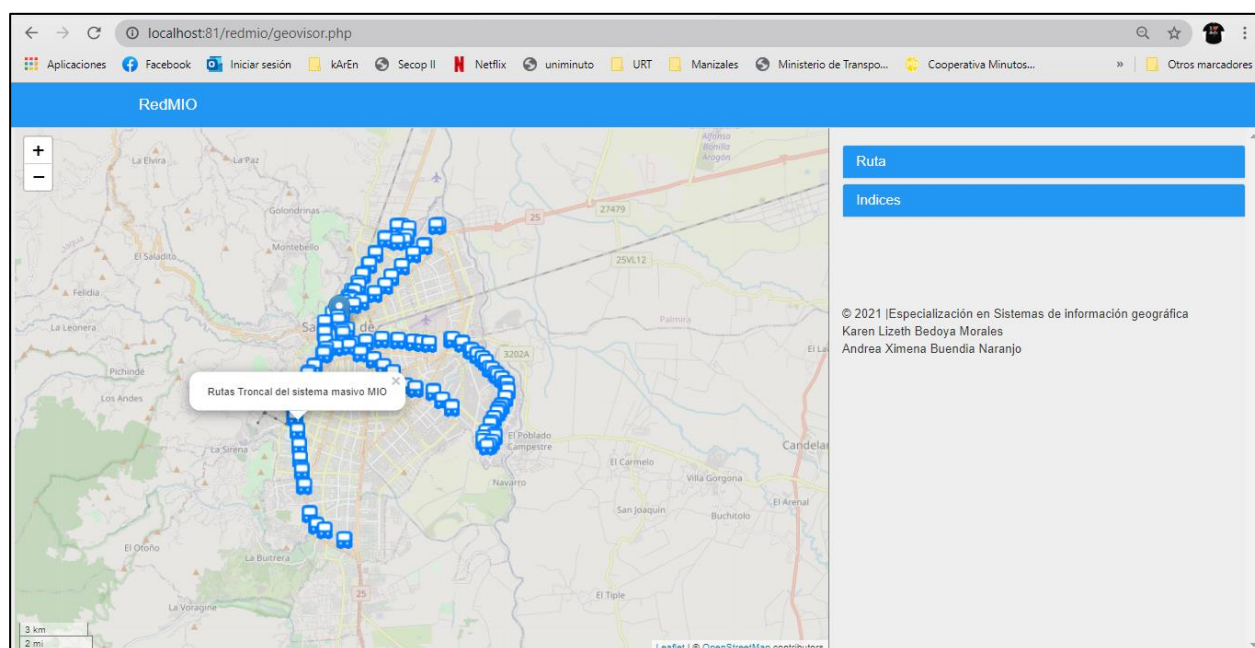 localhost:81/redmio/geovisor.php
Aplicaciones Facebook Iniciar sesión kArEn Secop II Netflix uniminuto URT Manizales Ministerio de Transpo... Cooperativa Minutos... » Otros marcadores
RedMIO
+
−
Alfonso
Bonilla
Aragón
La Elvira
La Paz
Golondrinas
25
27479
Montebello
El Saladito
25VL12
Felidia
La Leonera
Palmira
3202A
Pichindé
Los Andes
Rutas Troncal del sistema masivo MIO ×
El Poblado
Campestre
La Sirena
El Carmelo
Navarro
Villa Gorgona
San Joaquín
El Arenal
Buchitolo
El Otoño
La Buitrera
25
El Tiple
La Voragine
3 km
2 mi
Leaflet | © OpenStreetMap contributors
Ruta
Indices
© 2021 |Especialización en Sistemas de información geográfica
Karen Lizeth Bedoya Morales
Andrea Ximena Buendia Naranjo